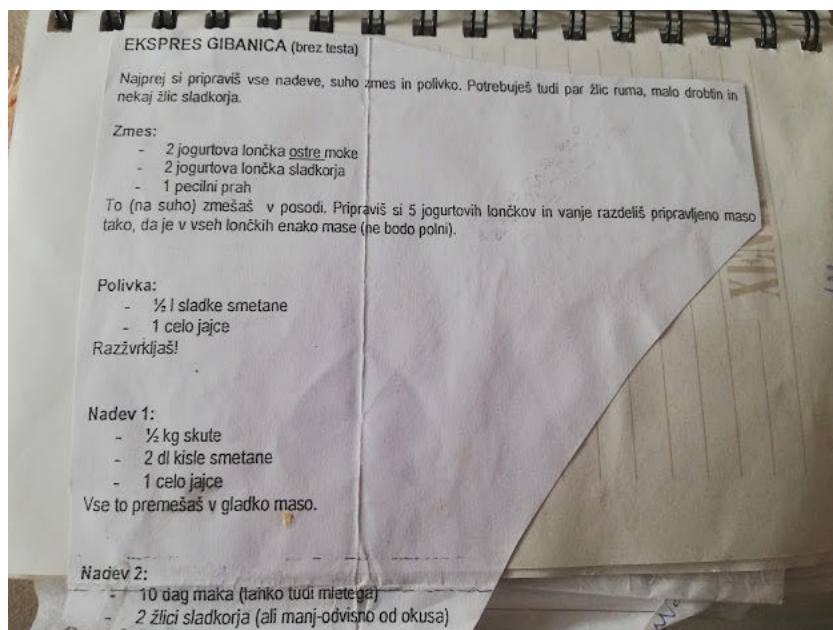 EKSPRES GIBANICA (brez testa)
Najprej si pripraviš vse nadeve, suho zmes in polivko. Potrebuješ tudi par žlic ruma, malo drobtin in
nekaj žlic sladkorja.
Zmes:
- 2 jogurtova lončka ostre moke
- 2 jogurtova lončka sladkorja
- 1 pecilni prah
To (na suho) zmešaš v posodi. Pripraviš si 5 jogurtovih lončkov in vanje razdeliš pripravljeno maso
tako, da je v vseh lončkih enako mase (ne bodo polni).
Polivka:
- ½ l sladke smetane
- 1 celo jajce
Razžvrkljaš!
Nadev 1:
- ½ kg skute
- 2 dl kisle smetane
- 1 celo jajce
Vse to premešaš v gladko maso.
Nadev 2:
- 10 dag maka (lahko tudi mletega)
- 2 žlici sladkorja (ali manj-odvisno od okusa)